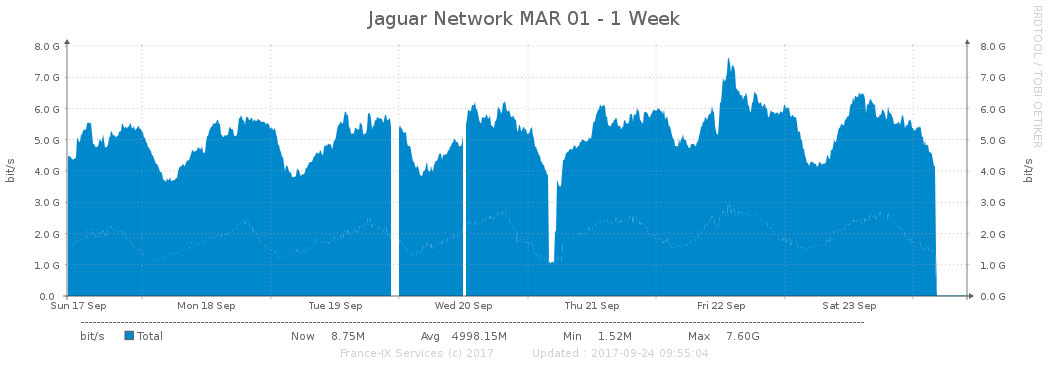 Jaguar Network MAR 01 - 1 Week
RRDTOOL / TOBI OETIKER
bit/s
8.0 G
7.0 G
6.0 G
5.0 G
4.0 G
3.0 G
2.0 G
1.0 G
0.0
8.0 G
7.0 G
6.0 G
5.0 G
4.0 G
3.0 G
2.0 G
1.0 G
0.0 G
bit/s
Sun 17 Sep Mon 18 Sep Tue 19 Sep Wed 20 Sep Thu 21 Sep Fri 22 Sep Sat 23 Sep
bit/s Total Now 8.75M Avg 4998.15M Min 1.52M Max 7.60G
France-IX Services (c) 2017 Updated : 2017-09-24 09:55:04